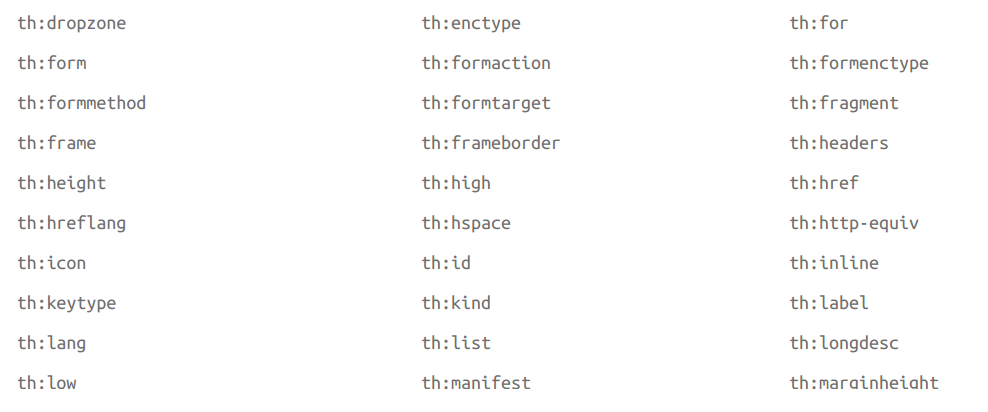 th:dropzone th:enctype th:for
th:form th:formaction th:formenctype
th:formmethod th:formtarget th:fragment
th:frame th:frameborder th:headers
th:height th:high th:href
th:hreflang th:hspace th:http-equiv
th:icon th:id th:inline
th:keytype th:kind th:label
th:lang th:list th:longdesc
th:low th:manifest th:marginheight